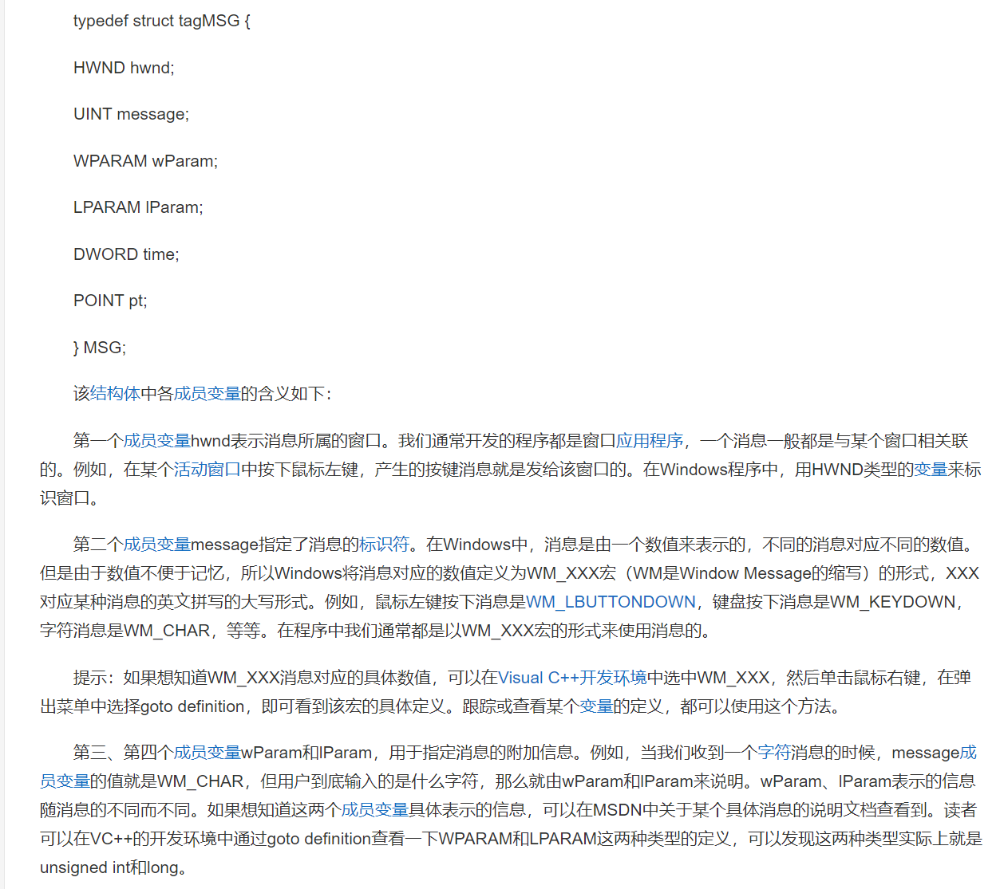 typedef struct tagMSG {
HWND hwnd;
UINT message;
WPARAM wParam;
LPARAM lParam;
DWORD time;
POINT pt;
} MSG;
该结构体中各成员变量的含义如下：
第一个成员变量hwnd表示消息所属的窗口。我们通常开发的程序都是窗口应用程序，一个消息一般都是与某个窗口相关联
的。例如，在某个活动窗口中按下鼠标左键，产生的按键消息就是发给该窗口的。在Windows程序中，用HWND类型的变量来标
识窗口。
第二个成员变量message指定了消息的标识符。在Windows中，消息是由一个数值来表示的，不同的消息对应不同的数值。
但是由于数值不便于记忆，所以Windows将消息对应的数值定义为WM_XXX宏（WM是Window Message的缩写）的形式，XXX
对应某种消息的英文拼写的大写形式。例如，鼠标左键按下消息是WM_LBUTTONDOWN，键盘按下消息是WM_KEYDOWN，
字符消息是WM_CHAR，等等。在程序中我们通常都是以WM_XXX宏的形式来使用消息的。
提示：如果想知道WM_XXX消息对应的具体数值，可以在Visual C++开发环境中选中WM_XXX，然后单击鼠标右键，在弹
出菜单中选择goto definition，即可看到该宏的具体定义。跟踪或查看某个变量的定义，都可以使用这个方法。
第三、第四个成员变量wParam和lParam，用于指定消息的附加信息。例如，当我们收到一个字符消息的时候，message成
员变量的值就是WM_CHAR，但用户到底输入的是什么字符，那么就由wParam和lParam来说明。wParam、lParam表示的信息
随消息的不同而不同。如果想知道这两个成员变量具体表示的信息，可以在MSDN中关于某个具体消息的说明文档查看到。读者
可以在VC++的开发环境中通过goto definition查看一下WPARAM和LPARAM这两种类型的定义，可以发现这两种类型实际上就是
unsigned int和long。